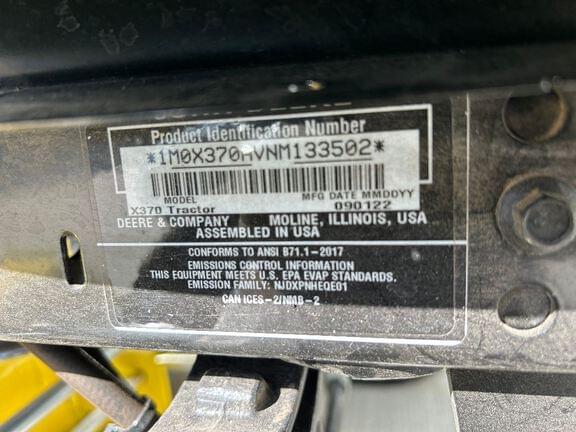 JOHN DEERE
Product Identification Number
*1M0X370AVNM133502*
MODEL MFG DATE MMDDYY
X370 Tractor 090122
DEERE & COMPANY MOLINE, ILLINOIS, USA
ASSEMBLED IN USA
CONFORMS TO ANSI B71.1-2017
EMISSIONS CONTROL INFORMATION
THIS EQUIPMENT MEETS U.S. EPA EVAP STANDARDS.
EMISSION FAMILY: NJDXPNHEQE01
CAN ICES-2/NMB-2